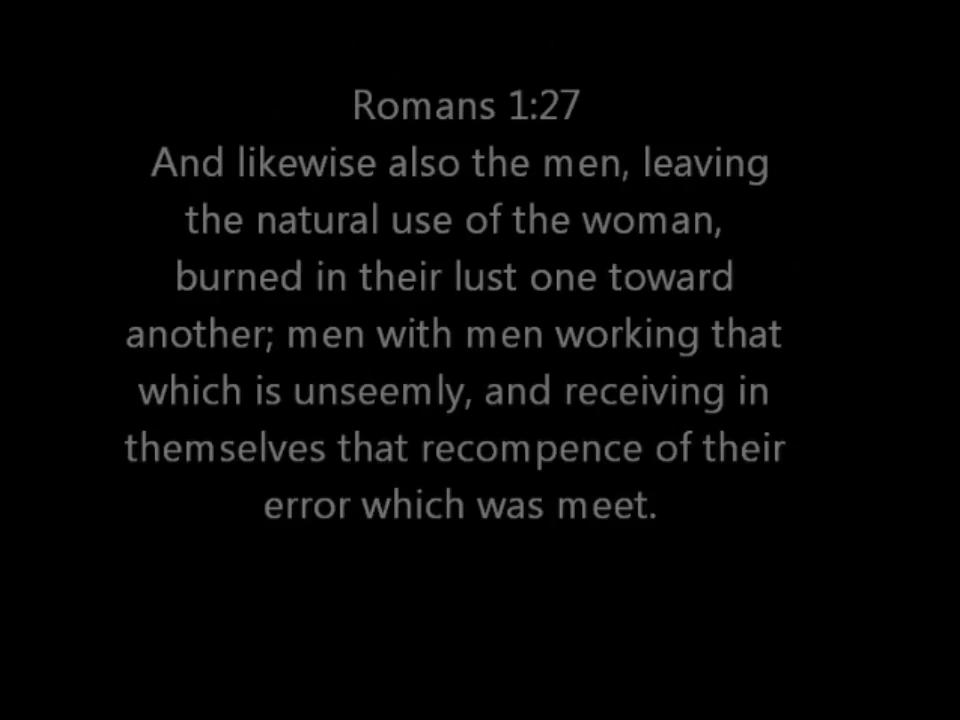 Romans 1:27
And likewise also the men, leaving
the natural use of the woman,
burned in their lust one toward
another; men with men working that
which is unseemly, and receiving in
themselves that recompence of their
error which was meet.